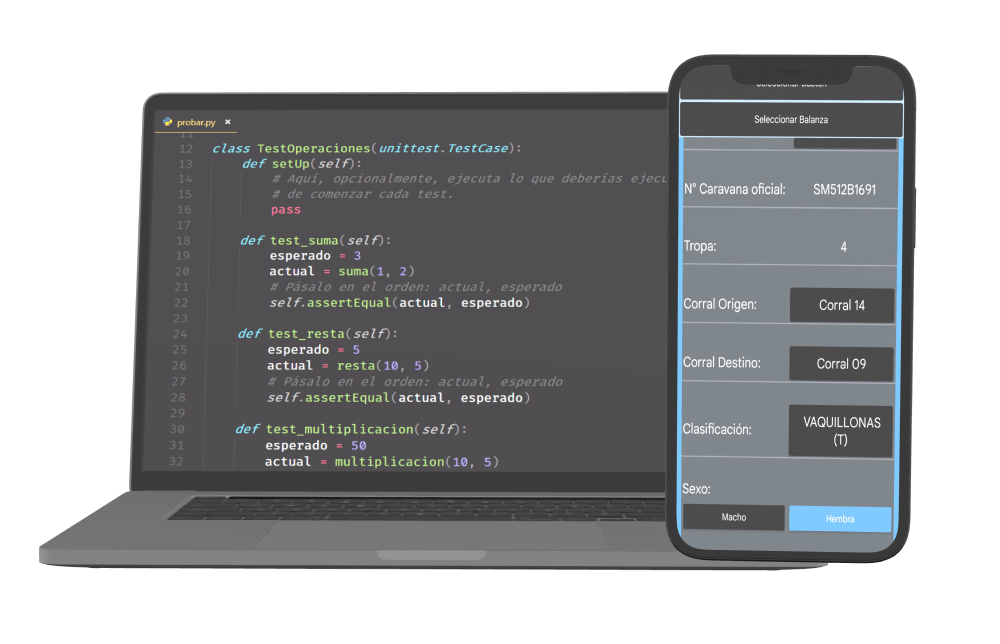 probar.py ×
11
12 class TestOperaciones(unittest.TestCase):
13 def setUp(self):
14 # Aquí, opcionalmente, ejecuta lo que deberías
15 # de comenzar cada test.
16 pass
17
18 def test_suma(self):
19 esperado = 3
20 actual = suma(1, 2)
21 # Pásalo en el orden: actual, esperado
22 self.assertEqual(actual, esperado)
23
24 def test_resta(self):
25 esperado = 5
26 actual = resta(10, 5)
27 # Pásalo en el orden: actual, esperado
28 self.assertEqual(actual, esperado)
29
30 def test_multiplicacion(self):
31 esperado = 50
32 actual = multiplicacion(10, 5)
Seleccionar Bastón
Seleccionar Balanza
N° Caravana oficial: SM512B1691
Tropa: 4
Corral Origen: Corral 14
Corral Destino: Corral 09
Clasificación: VAQUILLONAS
(T)
Sexo:
Macho Hembra